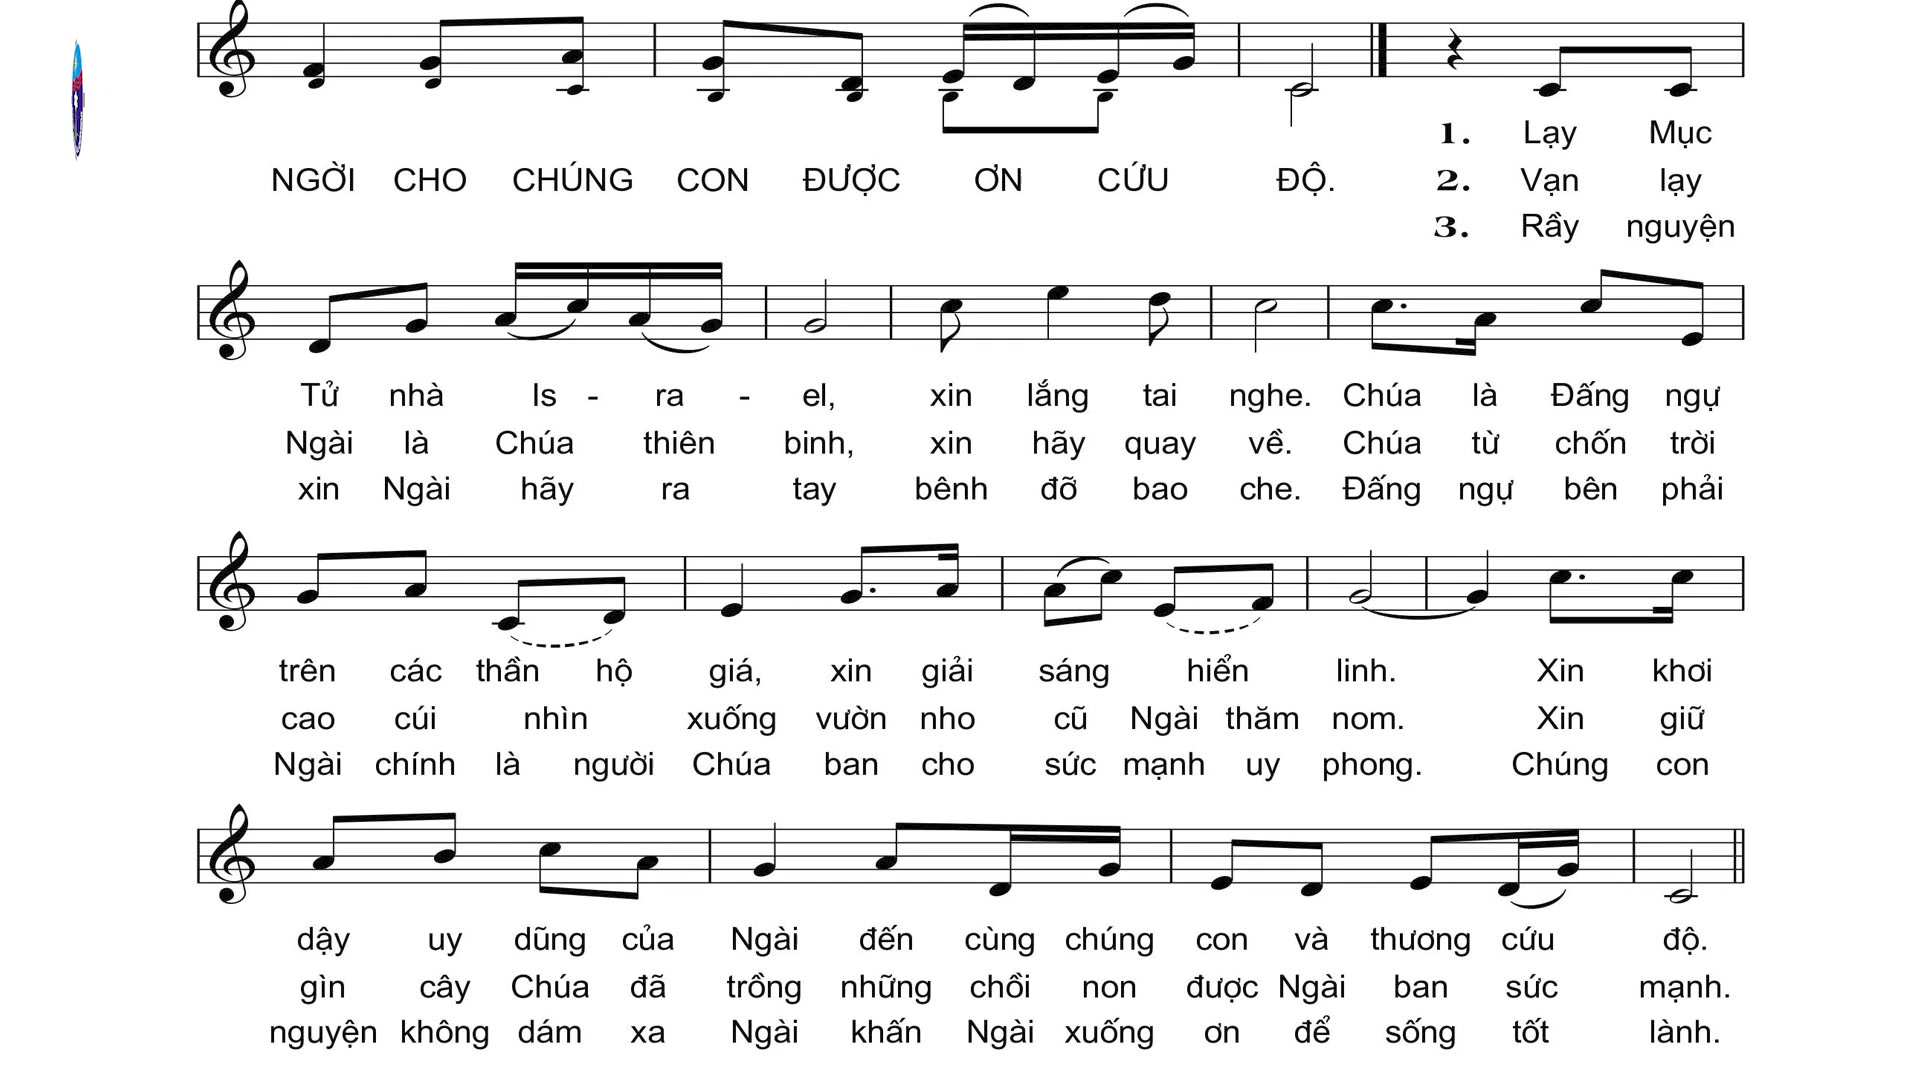 1. Lạy Mục
NGỜI CHO CHÚNG CON ĐƯỢC ƠN CỨU ĐỘ. 2. Vạn lạy
3. Rầy nguyện
Tử nhà Is - ra - el, xin lắng tai nghe. Chúa là Đấng ngự
Ngài là Chúa thiên binh, xin hãy quay về. Chúa từ chốn trời
xin Ngài hãy ra tay bênh đỡ bao che. Đấng ngự bên phải
trên các thần hộ giá, xin giải sáng hiển linh. Xin khơi
cao cúi nhìn xuống vườn nho cũ Ngài thăm nom. Xin giữ
Ngài chính là người Chúa ban cho sức mạnh uy phong. Chúng con
dậy uy dũng của Ngài đến cùng chúng con và thương cứu độ.
gìn cây Chúa đã trồng những chồi non được Ngài ban sức mạnh.
nguyện không dám xa Ngài khấn Ngài xuống ơn để sống tốt lành.